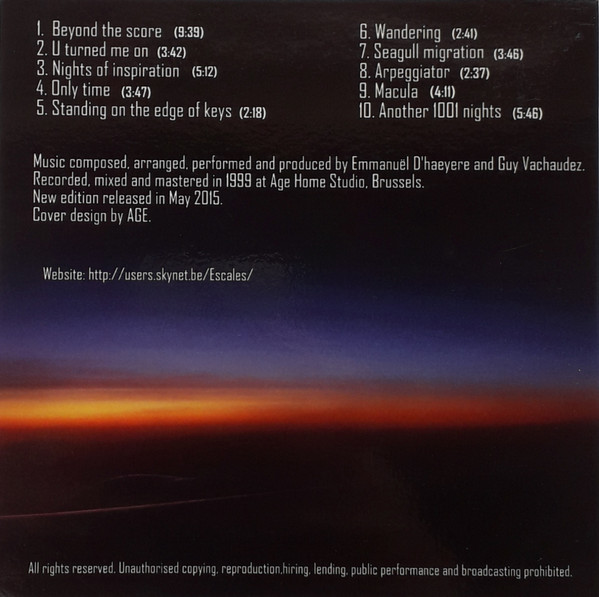 1. Beyond the score (9:39)
2. U turned me on (3:42)
3. Nights of inspiration (5:12)
4. Only time (3:47)
5. Standing on the edge of keys (2:18)
6. Wandering (2:41)
7. Seagull migration (3:46)
8. Arpeggiator (2:37)
9. Macula (4:11)
10. Another 1001 nights (5:46)
Music composed, arranged, performed and produced by Emmanuël D'haeyere and Guy Vachaudez.
Recorded, mixed and mastered in 1999 at Age Home Studio, Brussels.
New edition released in May 2015.
Cover design by AGE.
Website: http://users.skynet.be/Escales/
All rights reserved. Unauthorised copying, reproduction,hiring, lending, public performance and broadcasting prohibited.